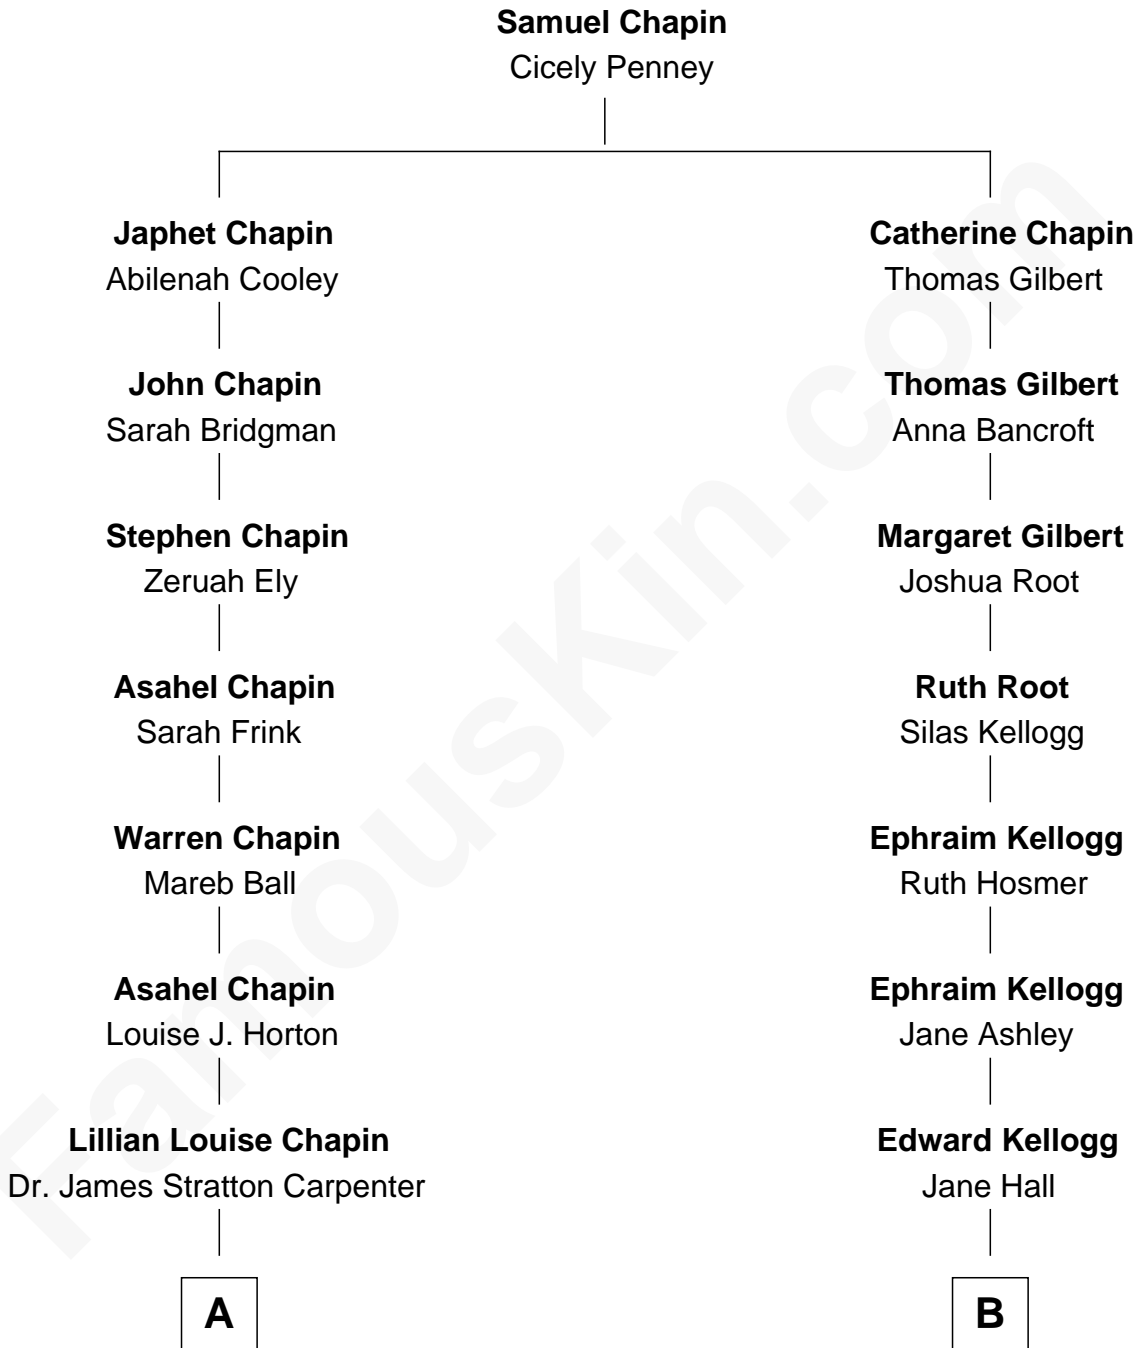 Samuel Chapin
Cicely Penney
Japhet Chapin
Abilenah Cooley
Catherine Chapin
Thomas Gilbert
John Chapin
Sarah Bridgman
Thomas Gilbert
Anna Bancroft
Stephen Chapin
Zeruah Ely
Margaret Gilbert
Joshua Root
Asahel Chapin
Sarah Frink
Ruth Root
Silas Kellogg
Warren Chapin
Mareb Ball
Ephraim Kellogg
Ruth Hosmer
Asahel Chapin
Louise J. Horton
Ephraim Kellogg
Jane Ashley
Lillian Louise Chapin
Dr. James Stratton Carpenter
Edward Kellogg
Jane Hall
A
B
FamousKin.com